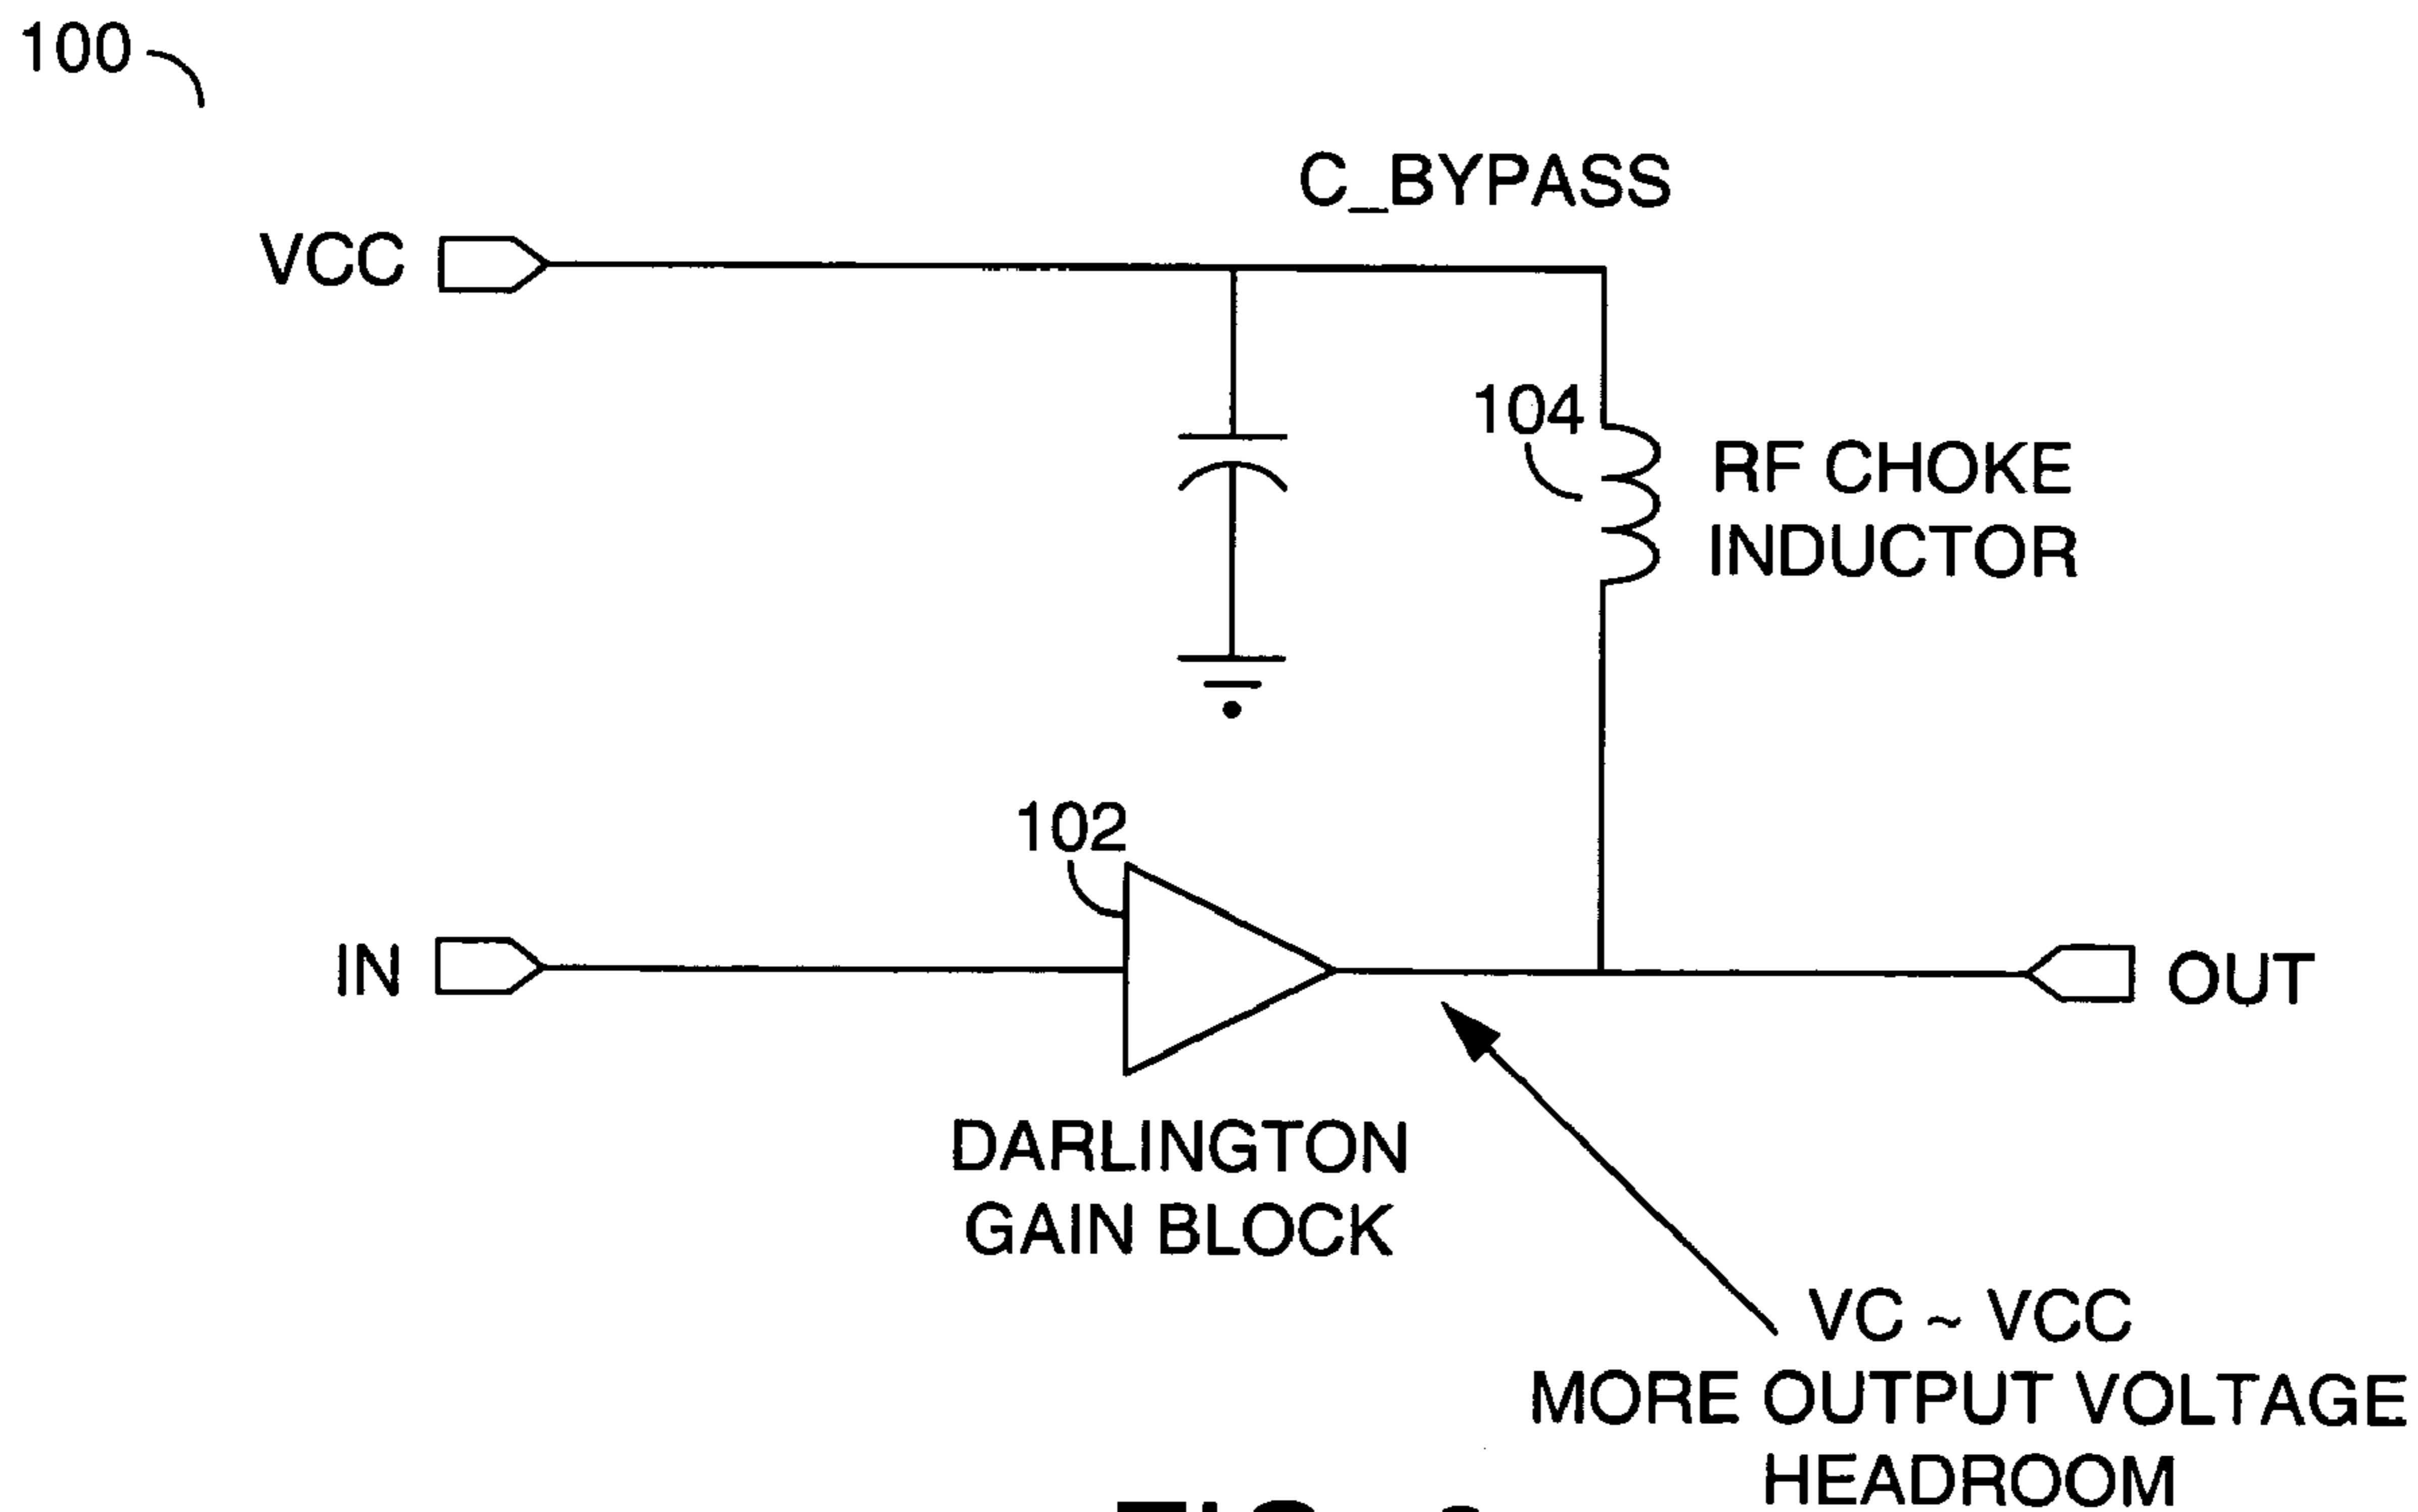 100
C_BYPASS
VCC
104
RF CHOKE
INDUCTOR
102
IN
OUT
DARLINGTON
GAIN BLOCK
VC ~ VCC
MORE OUTPUT VOLTAGE
HEADROOM